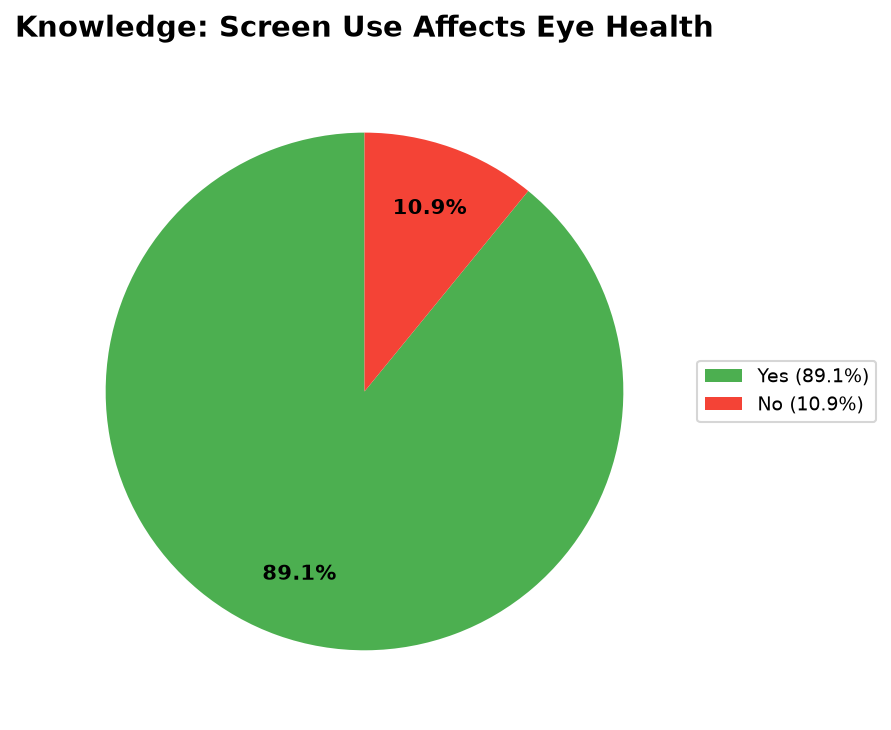 Knowledge: Screen Use Affects Eye Health
10.9%
89.1%
Yes (89.1%)
No (10.9%)